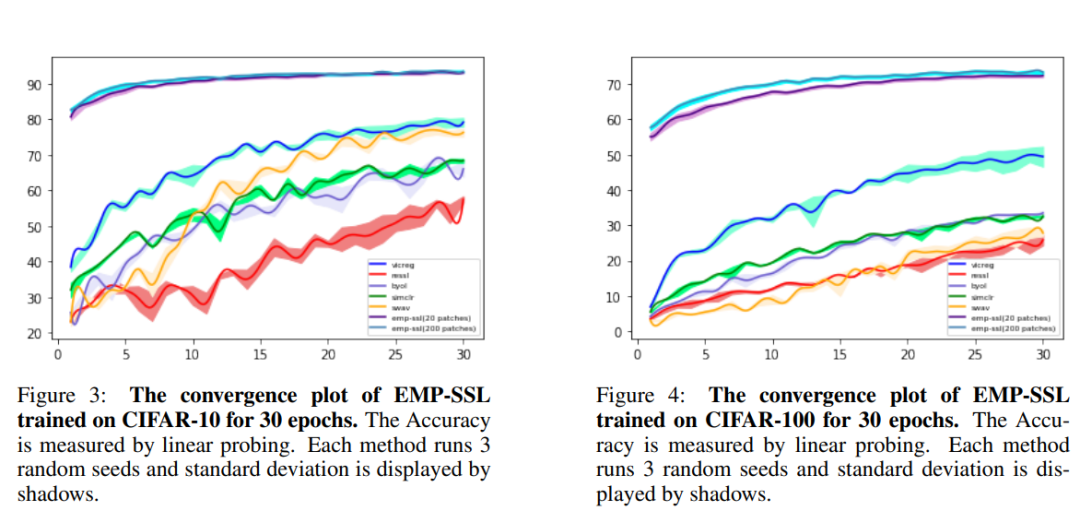 90
80
70
60
50
40
30
20
0
5
10
15
20
25
30
vicreg
ressl
byol
simclr
swav
emp-ssl(20 patches)
emp-ssl(200 patches)
Figure 3: The convergence plot of EMP-SSL
trained on CIFAR-10 for 30 epochs. The Accuracy
is measured by linear probing. Each method runs 3
random seeds and standard deviation is displayed by
shadows.
70
60
50
40
30
20
10
0
0
5
10
15
20
25
30
vicreg
ressl
byol
simclr
swav
emp-ssl(20 patches)
emp-ssl(200 patches)
Figure 4: The convergence plot of EMP-SSL
trained on CIFAR-100 for 30 epochs. The Accu-
racy is measured by linear probing. Each method
runs 3 random seeds and standard deviation is dis-
played by shadows.